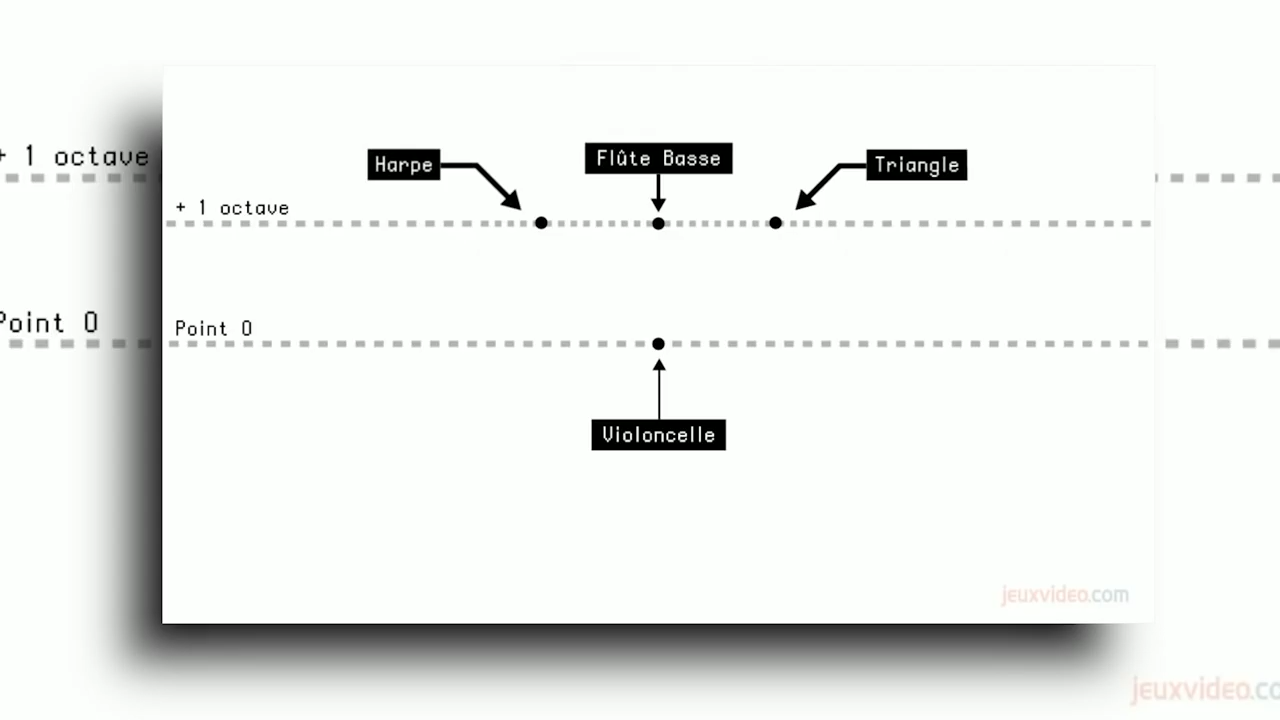 + 1 octave
Point 0
Harpe
Flûte Basse
Triangle
+ 1 octave
Point 0
Violoncelle
jeuxvideo.com
jeuxvideo.co